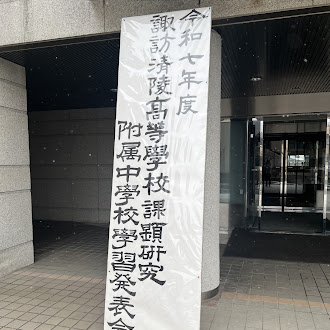 令和七年度
諏訪清陵高等學校課題研究
附属中學校學習発表会